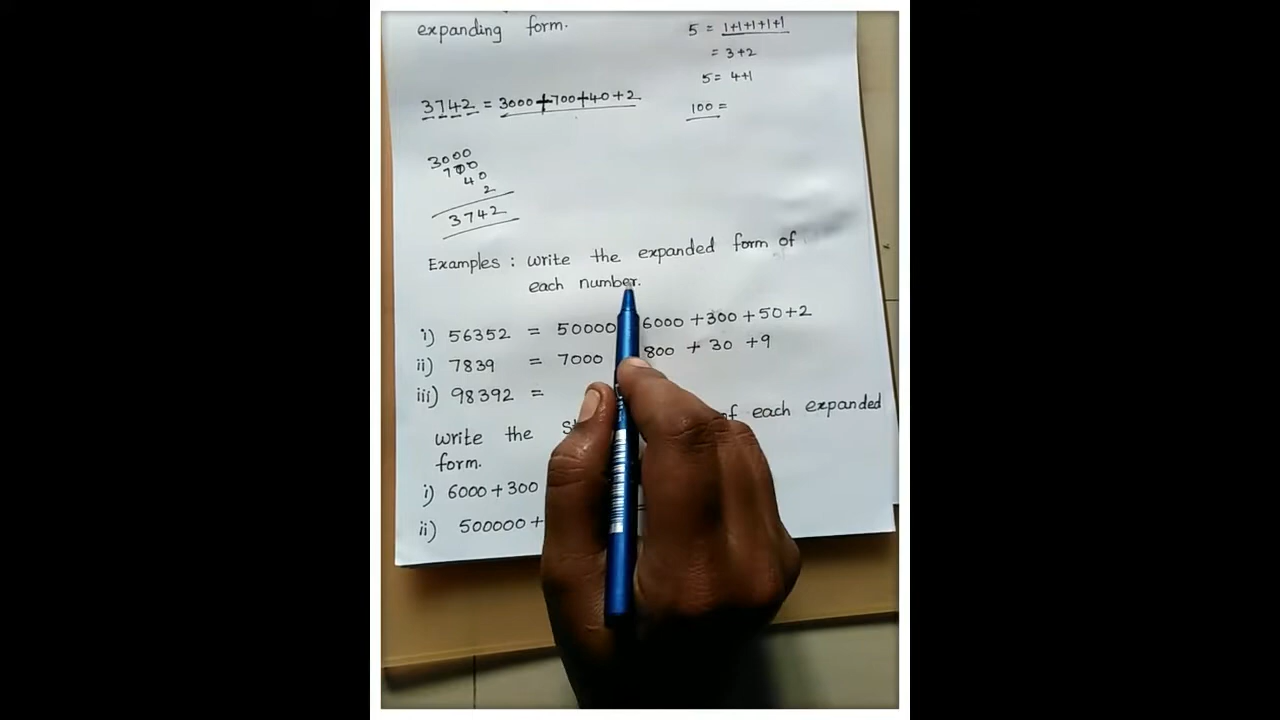 expanding form.
5 = 1+1+1+1+1
= 3+2
5 = 4+1
3742 = 3000+700+40+2
100 =
3000
700
40
2
3742
Examples : Write the expanded form of
each number.
i) 56352 = 50000 6000 +300 +50+2
ii) 7839 = 7000 800 + 30 +9
iii) 98392 =
Write the of each expanded
form.
i) 6000+300
ii) 500000+ =